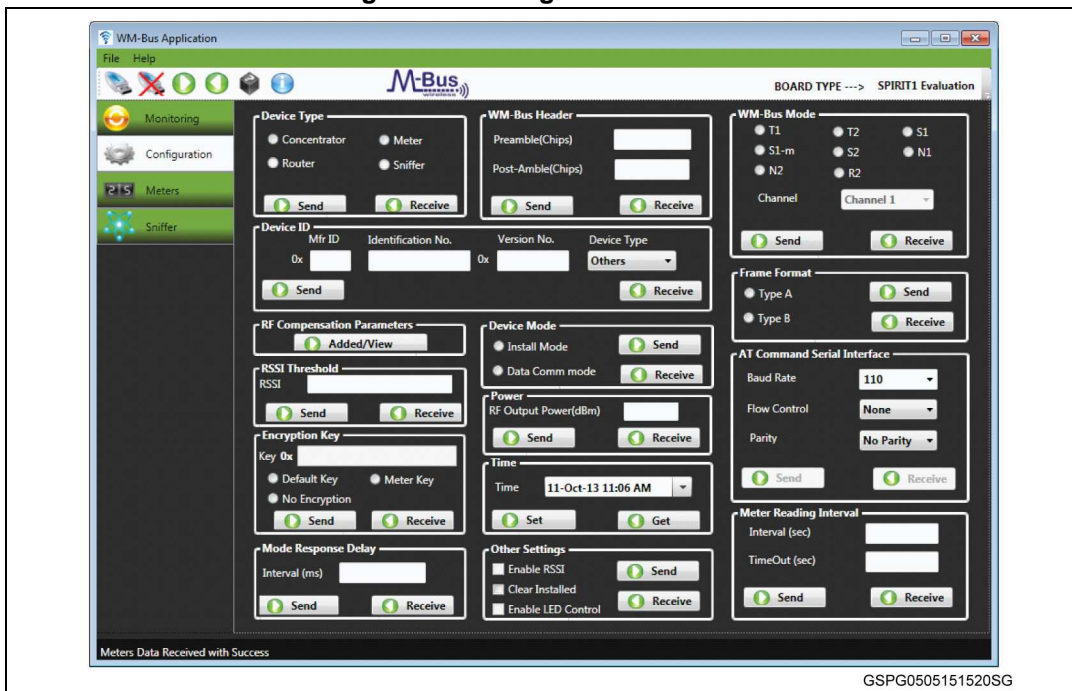 WM-Bus Application
File Help
M-Bus
wireless
BOARD TYPE ---> SPIRIT1 Evaluation
Monitoring
Configuration
Meters
Sniffer
Device Type
Concentrator Meter
Router Sniffer
Send Receive
WM-Bus Header
Preamble(Chips)
Post-Amble(Chips)
Send Receive
WM-Bus Mode
T1 T2 S1
S1-m S2 N1
N2 R2
Channel Channel 1
Send Receive
Device ID
Mfr ID Identification No. Version No. Device Type
0x 0x Others
Send Receive
Frame Format
Type A Send
Type B Receive
RF Compensation Parameters
Added/View
Device Mode
Install Mode Send
Data Comm mode Receive
AT Command Serial Interface
Baud Rate 110
Flow Control None
Parity No Parity
Send Receive
RSSI Threshold
RSSI
Send Receive
Power
RF Output Power(dBm)
Send Receive
Encryption Key
Key 0x
Default Key Meter Key
No Encryption
Send Receive
Time
Time 11-Oct-13 11:06 AM
Set Get
Meter Reading Interval
Interval (sec)
TimeOut (sec)
Send Receive
Mode Response Delay
Interval (ms)
Send Receive
Other Settings
Enable RSSI Send
Clear Installed
Enable LED Control Receive
Meters Data Received with Success
GSPG0505151520SG